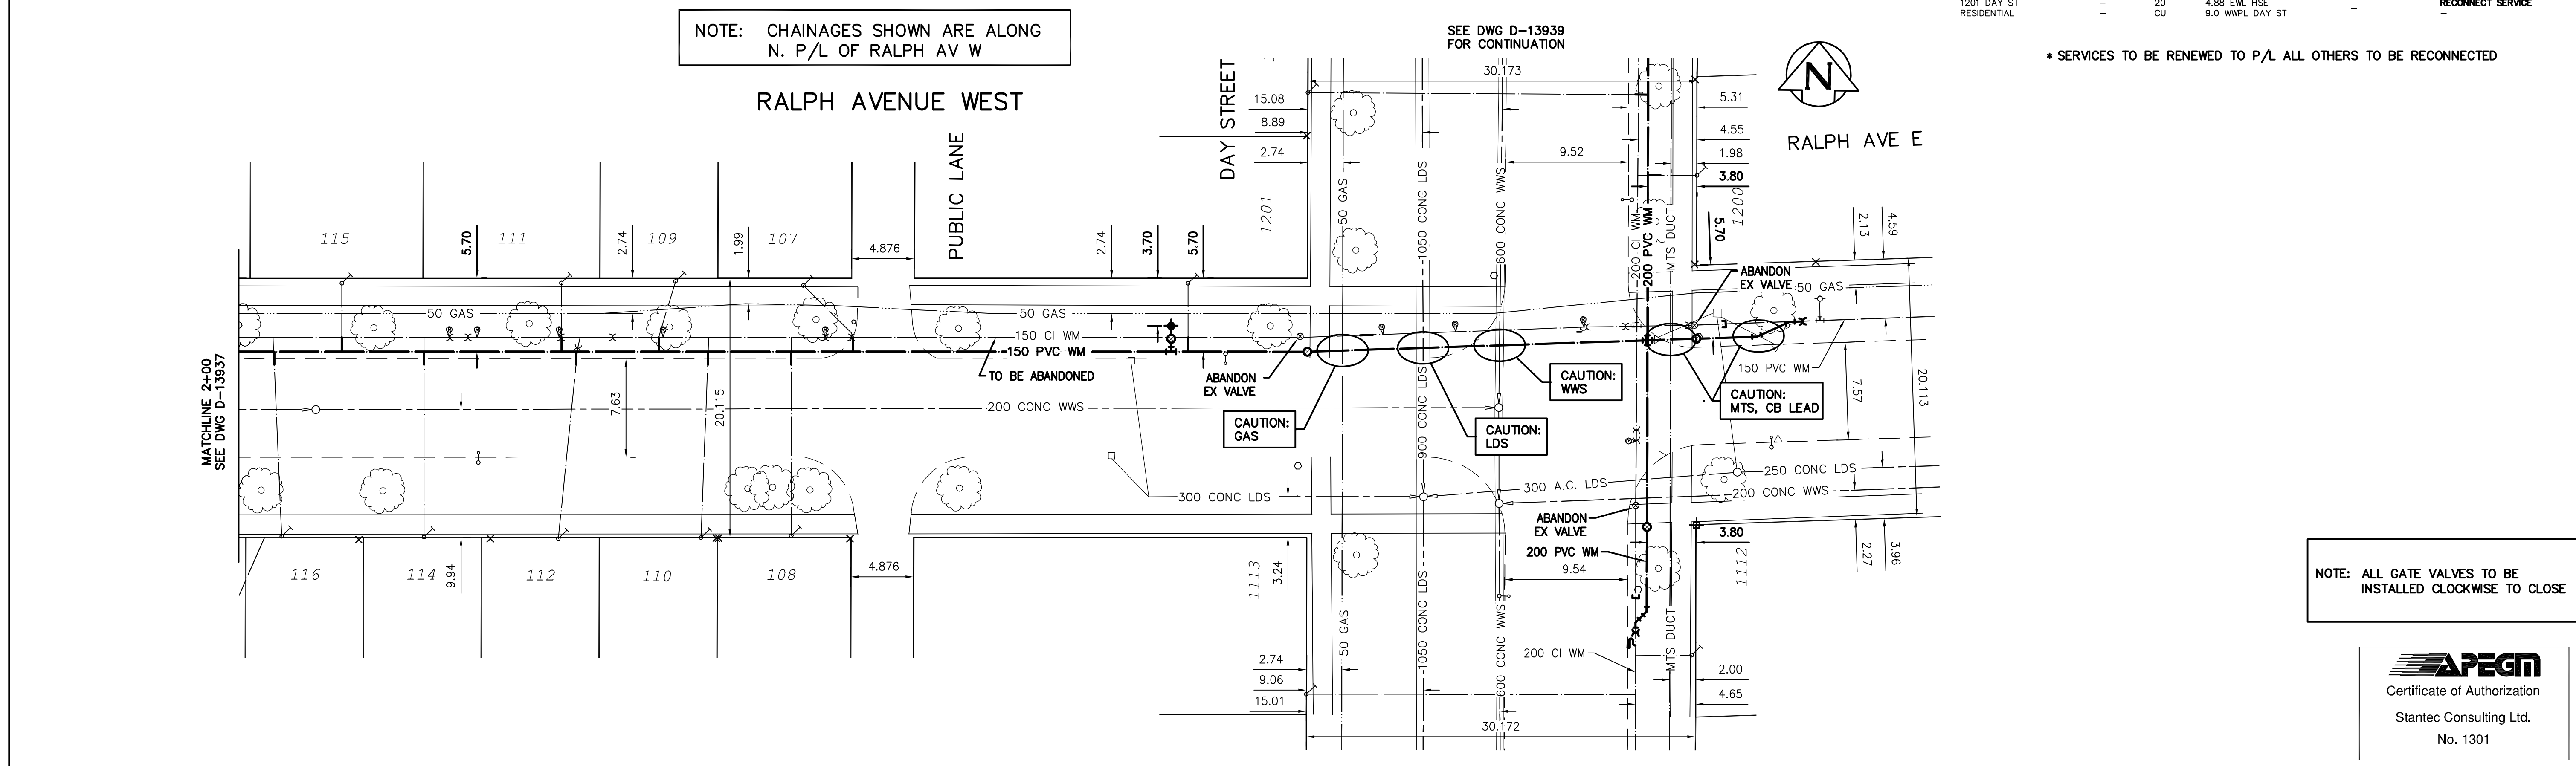 1201 DAY ST – 20 4.88 EWL HSE – RECONNECT SERVICE
RESIDENTIAL – CU 9.0 WWPL DAY ST –
* SERVICES TO BE RENEWED TO P/L ALL OTHERS TO BE RECONNECTED
NOTE: CHAINAGES SHOWN ARE ALONG
N. P/L OF RALPH AV W
SEE DWG D-13939
FOR CONTINUATION
RALPH AVENUE WEST
PUBLIC LANE
DAY STREET
N
RALPH AVE E
30.173
15.08
8.89
2.74
9.52
5.31
4.55
1.98
3.80
1201
1200
5.70
2.13
4.59
115
5.70
111
2.74
109
1.99
107
4.876
2.74
3.70
5.70
50 GAS
1050 CONC LDS
600 CONC WWS
200 CI WM
200 PVC WM
MTS DUCT
ABANDON
EX VALVE
50 GAS
50 GAS
50 GAS
150 CI WM
150 PVC WM
TO BE ABANDONED
ABANDON
EX VALVE
CAUTION:
WWS
150 PVC WM
CAUTION:
MTS, CB LEAD
7.57
20.113
MATCHLINE 2+00
SEE DWG D-13937
7.63
20.115
200 CONC WWS
CAUTION:
GAS
CAUTION:
LDS
900 CONC LDS
300 CONC LDS
300 A.C. LDS
250 CONC LDS
200 CONC WWS
ABANDON
EX VALVE
200 PVC WM
3.80
9.54
116
114
9.94
112
110
108
4.876
1113
3.24
1112
2.27
3.96
50 GAS
1050 CONC LDS
600 CONC WWS
200 CI WM
MTS DUCT
2.74
9.06
15.01
2.00
4.65
30.172
NOTE: ALL GATE VALVES TO BE
INSTALLED CLOCKWISE TO CLOSE
APEGM
Certificate of Authorization
Stantec Consulting Ltd.
No. 1301